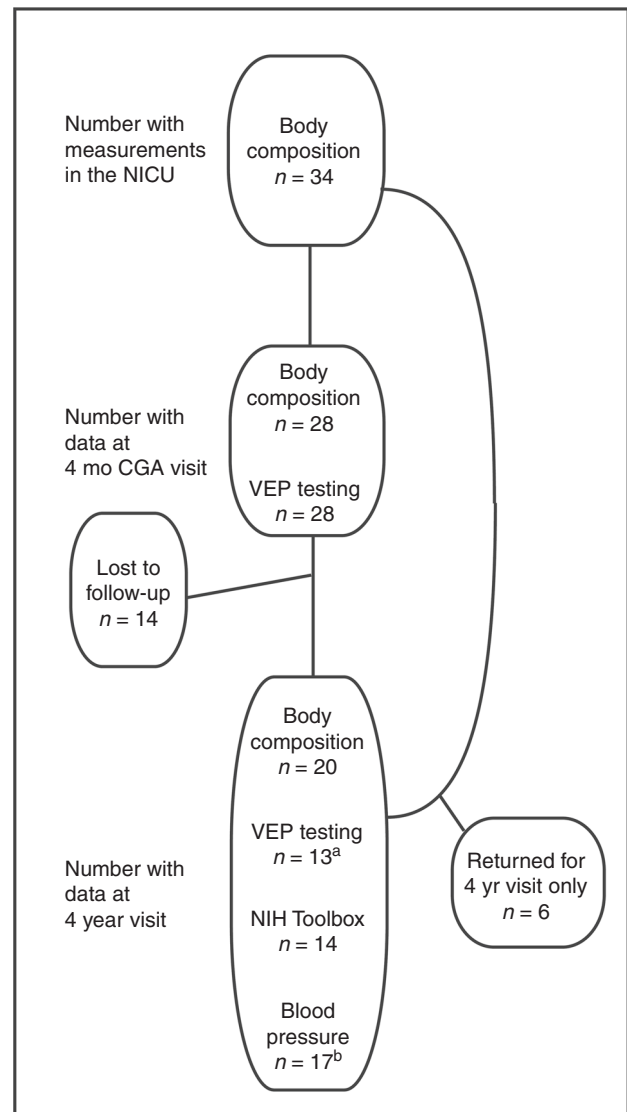 Number with
measurements
in the NICU
Body
composition
n = 34
Number with
data at
4 mo CGA visit
Body
composition
n = 28
VEP testing
n = 28
Lost to
follow-up
n = 14
Number with
data at
4 year visit
Body
composition
n = 20
VEP testing
n = 13ᵃ
NIH Toolbox
n = 14
Blood
pressure
n = 17ᵇ
Returned for
4 yr visit only
n = 6